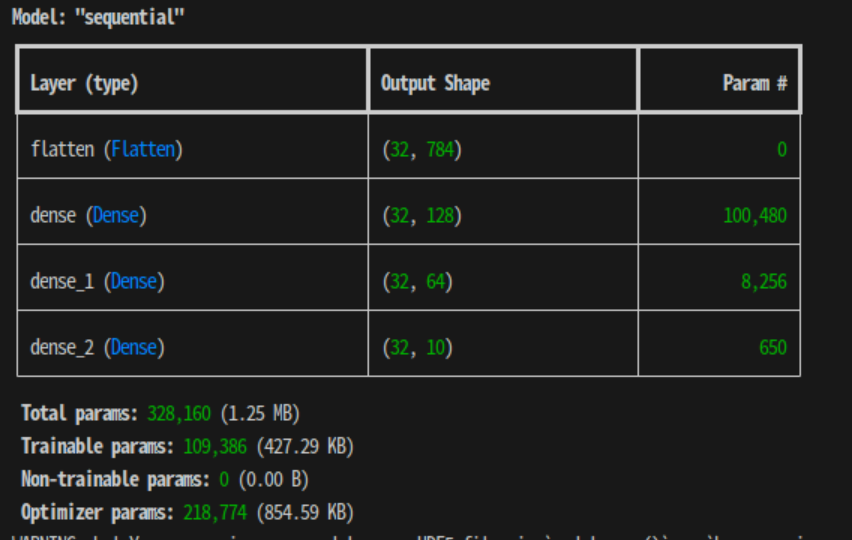 Model: "sequential"
Layer (type) Output Shape Param #
flatten (Flatten) (32, 784) 0
dense (Dense) (32, 128) 100,480
dense_1 (Dense) (32, 64) 8,256
dense_2 (Dense) (32, 10) 650
Total params: 328,160 (1.25 MB)
Trainable params: 109,386 (427.29 KB)
Non-trainable params: 0 (0.00 B)
Optimizer params: 218,774 (854.59 KB)